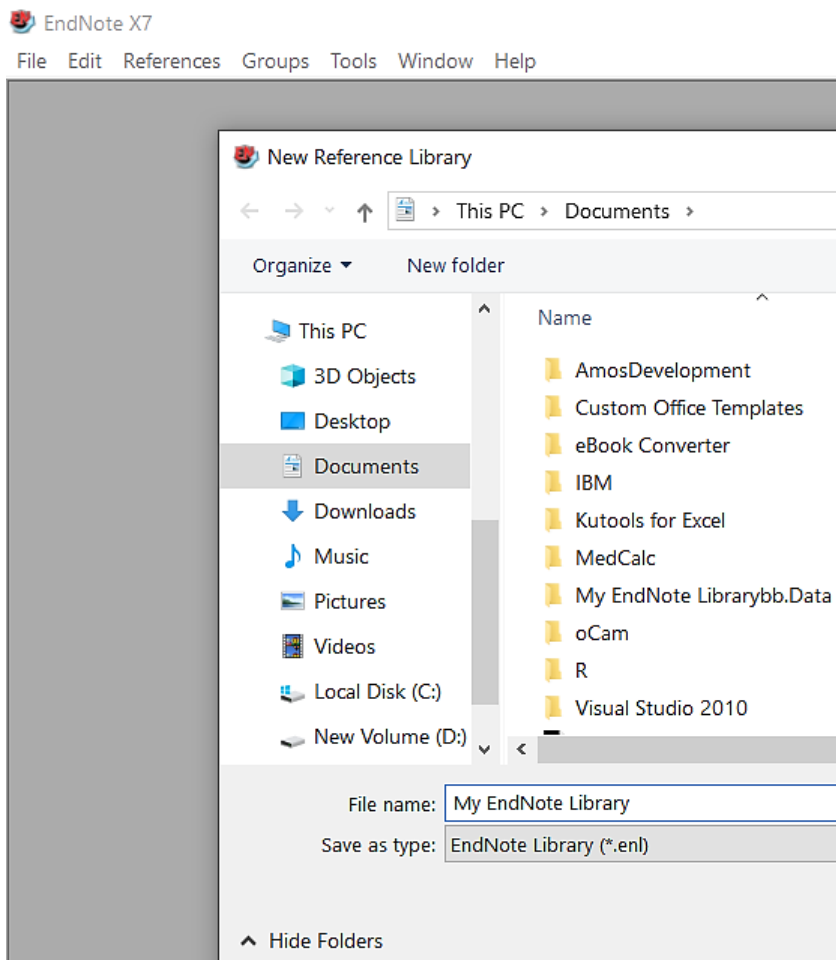 EndNote X7
File Edit References Groups Tools Window Help
New Reference Library
This PC Documents
Organize New folder
This PC
3D Objects
Desktop
Documents
Downloads
Music
Pictures
Videos
Local Disk (C:)
New Volume (D:)
Name
AmosDevelopment
Custom Office Templates
eBook Converter
IBM
Kutools for Excel
MedCalc
My EndNote Librarybb.Data
oCam
R
Visual Studio 2010
File name: My EndNote Library
Save as type: EndNote Library (*.enl)
Hide Folders